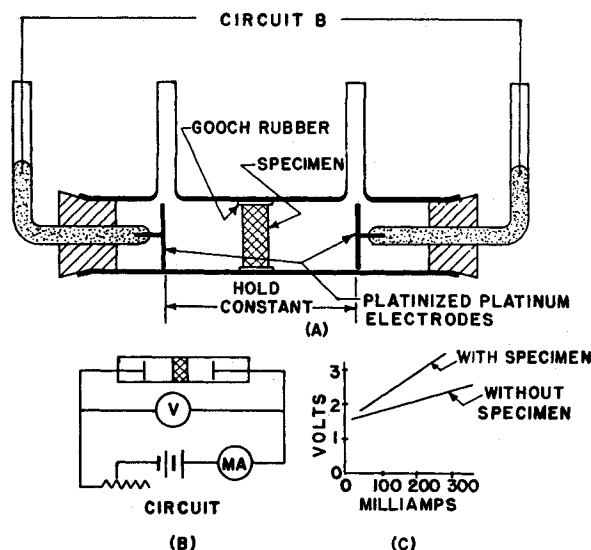 CIRCUIT B
GOOCH RUBBER
SPECIMEN
HOLD
CONSTANT
PLATINIZED PLATINUM
ELECTRODES
(A)
V
MA
CIRCUIT
(B)
WITH SPECIMEN
WITHOUT
SPECIMEN
VOLTS
3
2
1
0
0 100 200 300
MILLIAMPS
(C)